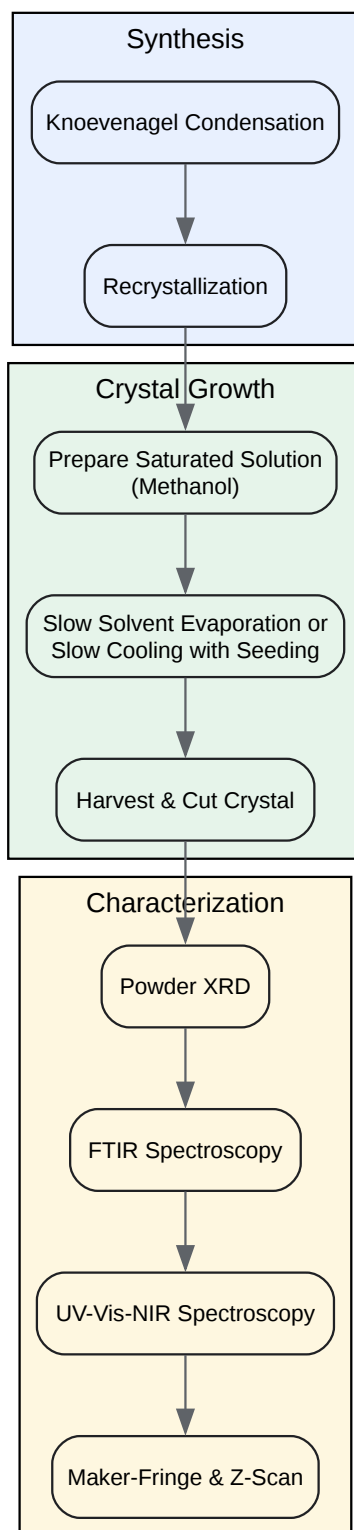 Synthesis
Knoevenagel Condensation
Recrystallization
Crystal Growth
Prepare Saturated Solution
(Methanol)
Slow Solvent Evaporation or
Slow Cooling with Seeding
Harvest & Cut Crystal
Characterization
Powder XRD
FTIR Spectroscopy
UV-Vis-NIR Spectroscopy
Maker-Fringe & Z-Scan